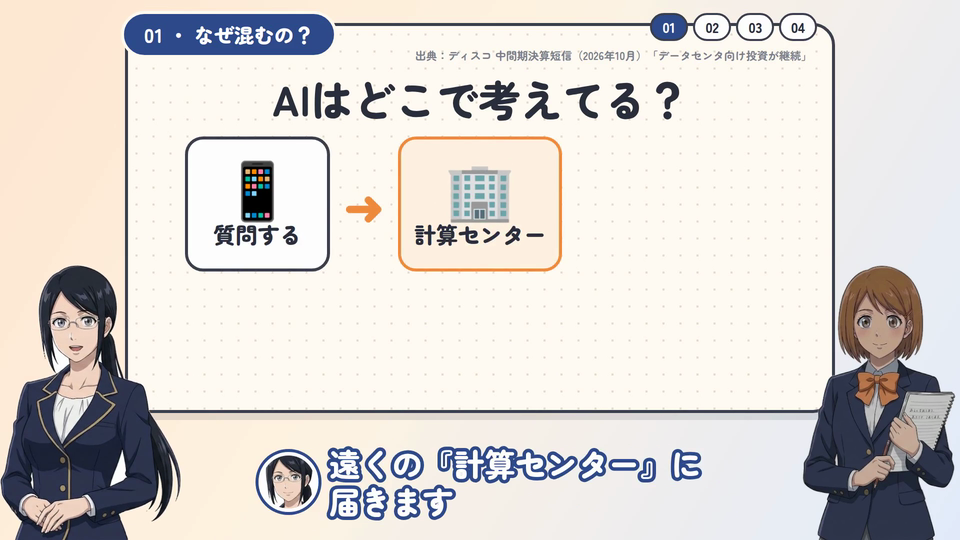 01 ・ なぜ混むの？
01 02 03 04
出典：ディスコ 中間期決算短信（2026年10月）「データセンタ向け投資が継続」
AIはどこで考えてる？
質問する
計算センター
遠くの『計算センター』に
届きます